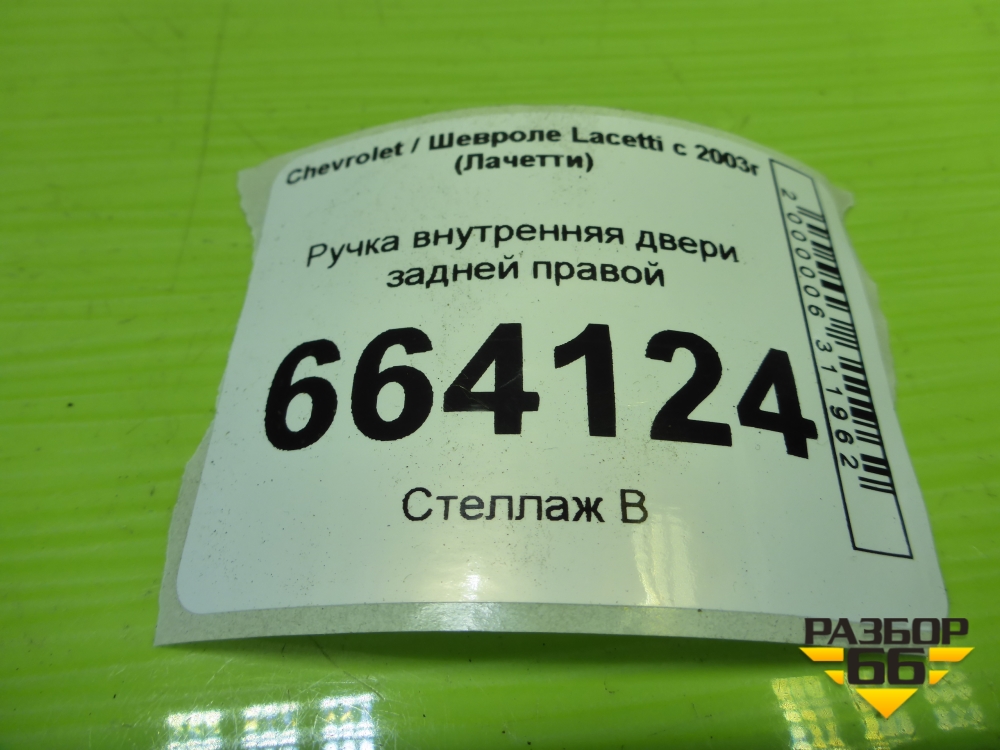 Chevrolet / Шевроле Lacetti с 2003г
(Лачетти)
Ручка внутренняя двери
задней правой
664124
Стеллаж В
2000006311962
РАЗБОР
66